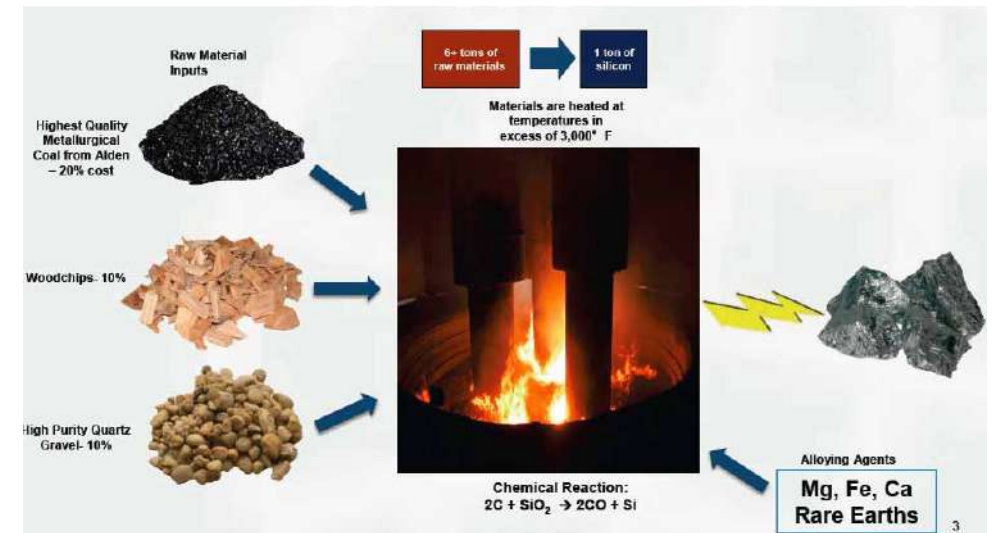 Raw Material
Inputs
6+ tons of
raw materials
1 ton of
silicon
Materials are heated at
temperatures in
excess of 3,000° F
Highest Quality
Metallurgical
Coal from Alden
– 20% cost
Woodchips- 10%
High Purity Quartz
Gravel- 10%
Chemical Reaction:
2C + SiO₂ → 2CO + Si
Alloying Agents
Mg, Fe, Ca
Rare Earths
3